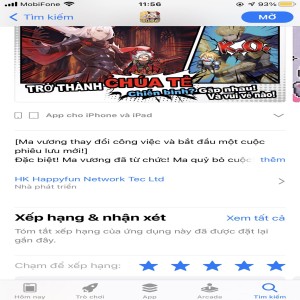 MobiFone
11:56
93%
Tìm kiếm
MỞ
K.O.
TRỞ THÀNH CHÚA TỂ
Chiến binh? Gặp nhau!
Và vui vẻ nào!
App cho iPhone và iPad
[Ma vương thay đổi công việc và bắt đầu một cuộc
phiêu lưu mới!]
Đặc biệt! Ma vương đã từ chức! Ma quỷ bỏ cuộc
thêm
HK Happyfun Network Tec Ltd
Nhà phát triển
Xếp hạng & nhận xét
Xem tất cả
Tóm tắt xếp hạng của ứng dụng này đã được đặt lại
gần đây.
Chạm để xếp hạng:
Hôm nay
Trò chơi
App
Arcade
Tìm kiếm